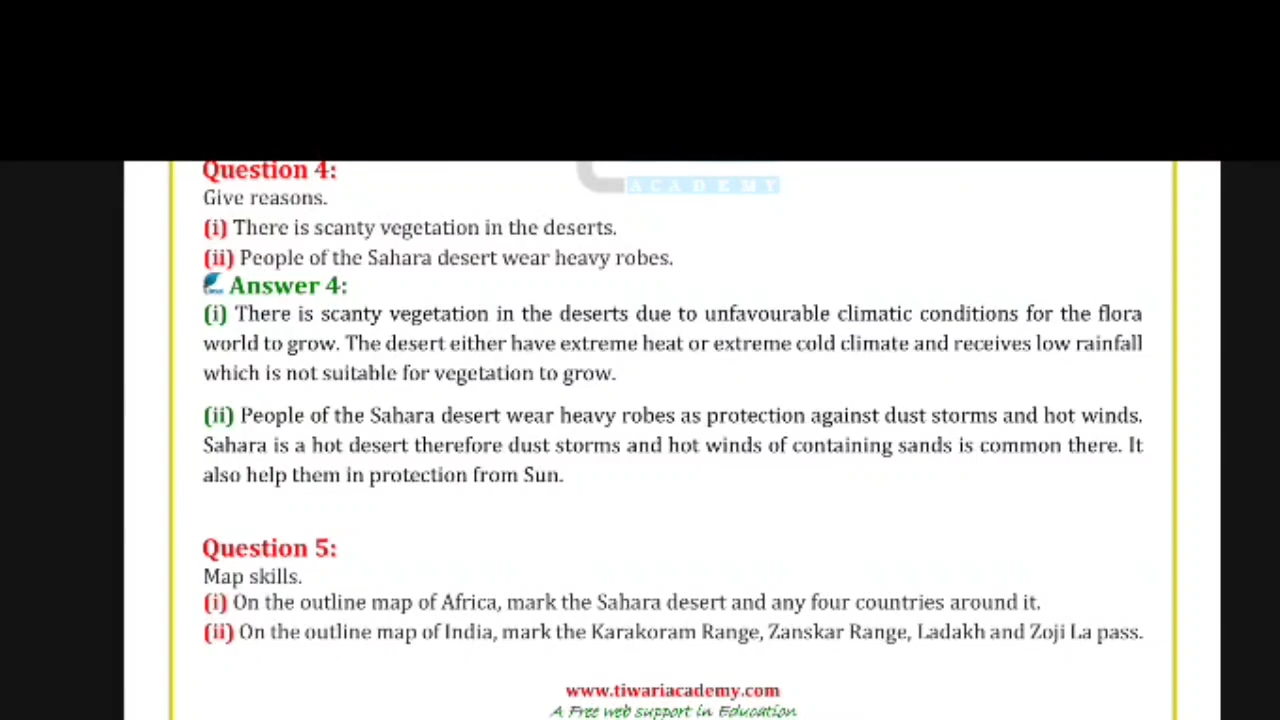 ACADEMY
Question 4:
Give reasons.
(i) There is scanty vegetation in the deserts.
(ii) People of the Sahara desert wear heavy robes.
Answer 4:
(i) There is scanty vegetation in the deserts due to unfavourable climatic conditions for the flora
world to grow. The desert either have extreme heat or extreme cold climate and receives low rainfall
which is not suitable for vegetation to grow.
(ii) People of the Sahara desert wear heavy robes as protection against dust storms and hot winds.
Sahara is a hot desert therefore dust storms and hot winds of containing sands is common there. It
also help them in protection from Sun.
Question 5:
Map skills.
(i) On the outline map of Africa, mark the Sahara desert and any four countries around it.
(ii) On the outline map of India, mark the Karakoram Range, Zanskar Range, Ladakh and Zoji La pass.
www.tiwariacademy.com
A Free web support in Education